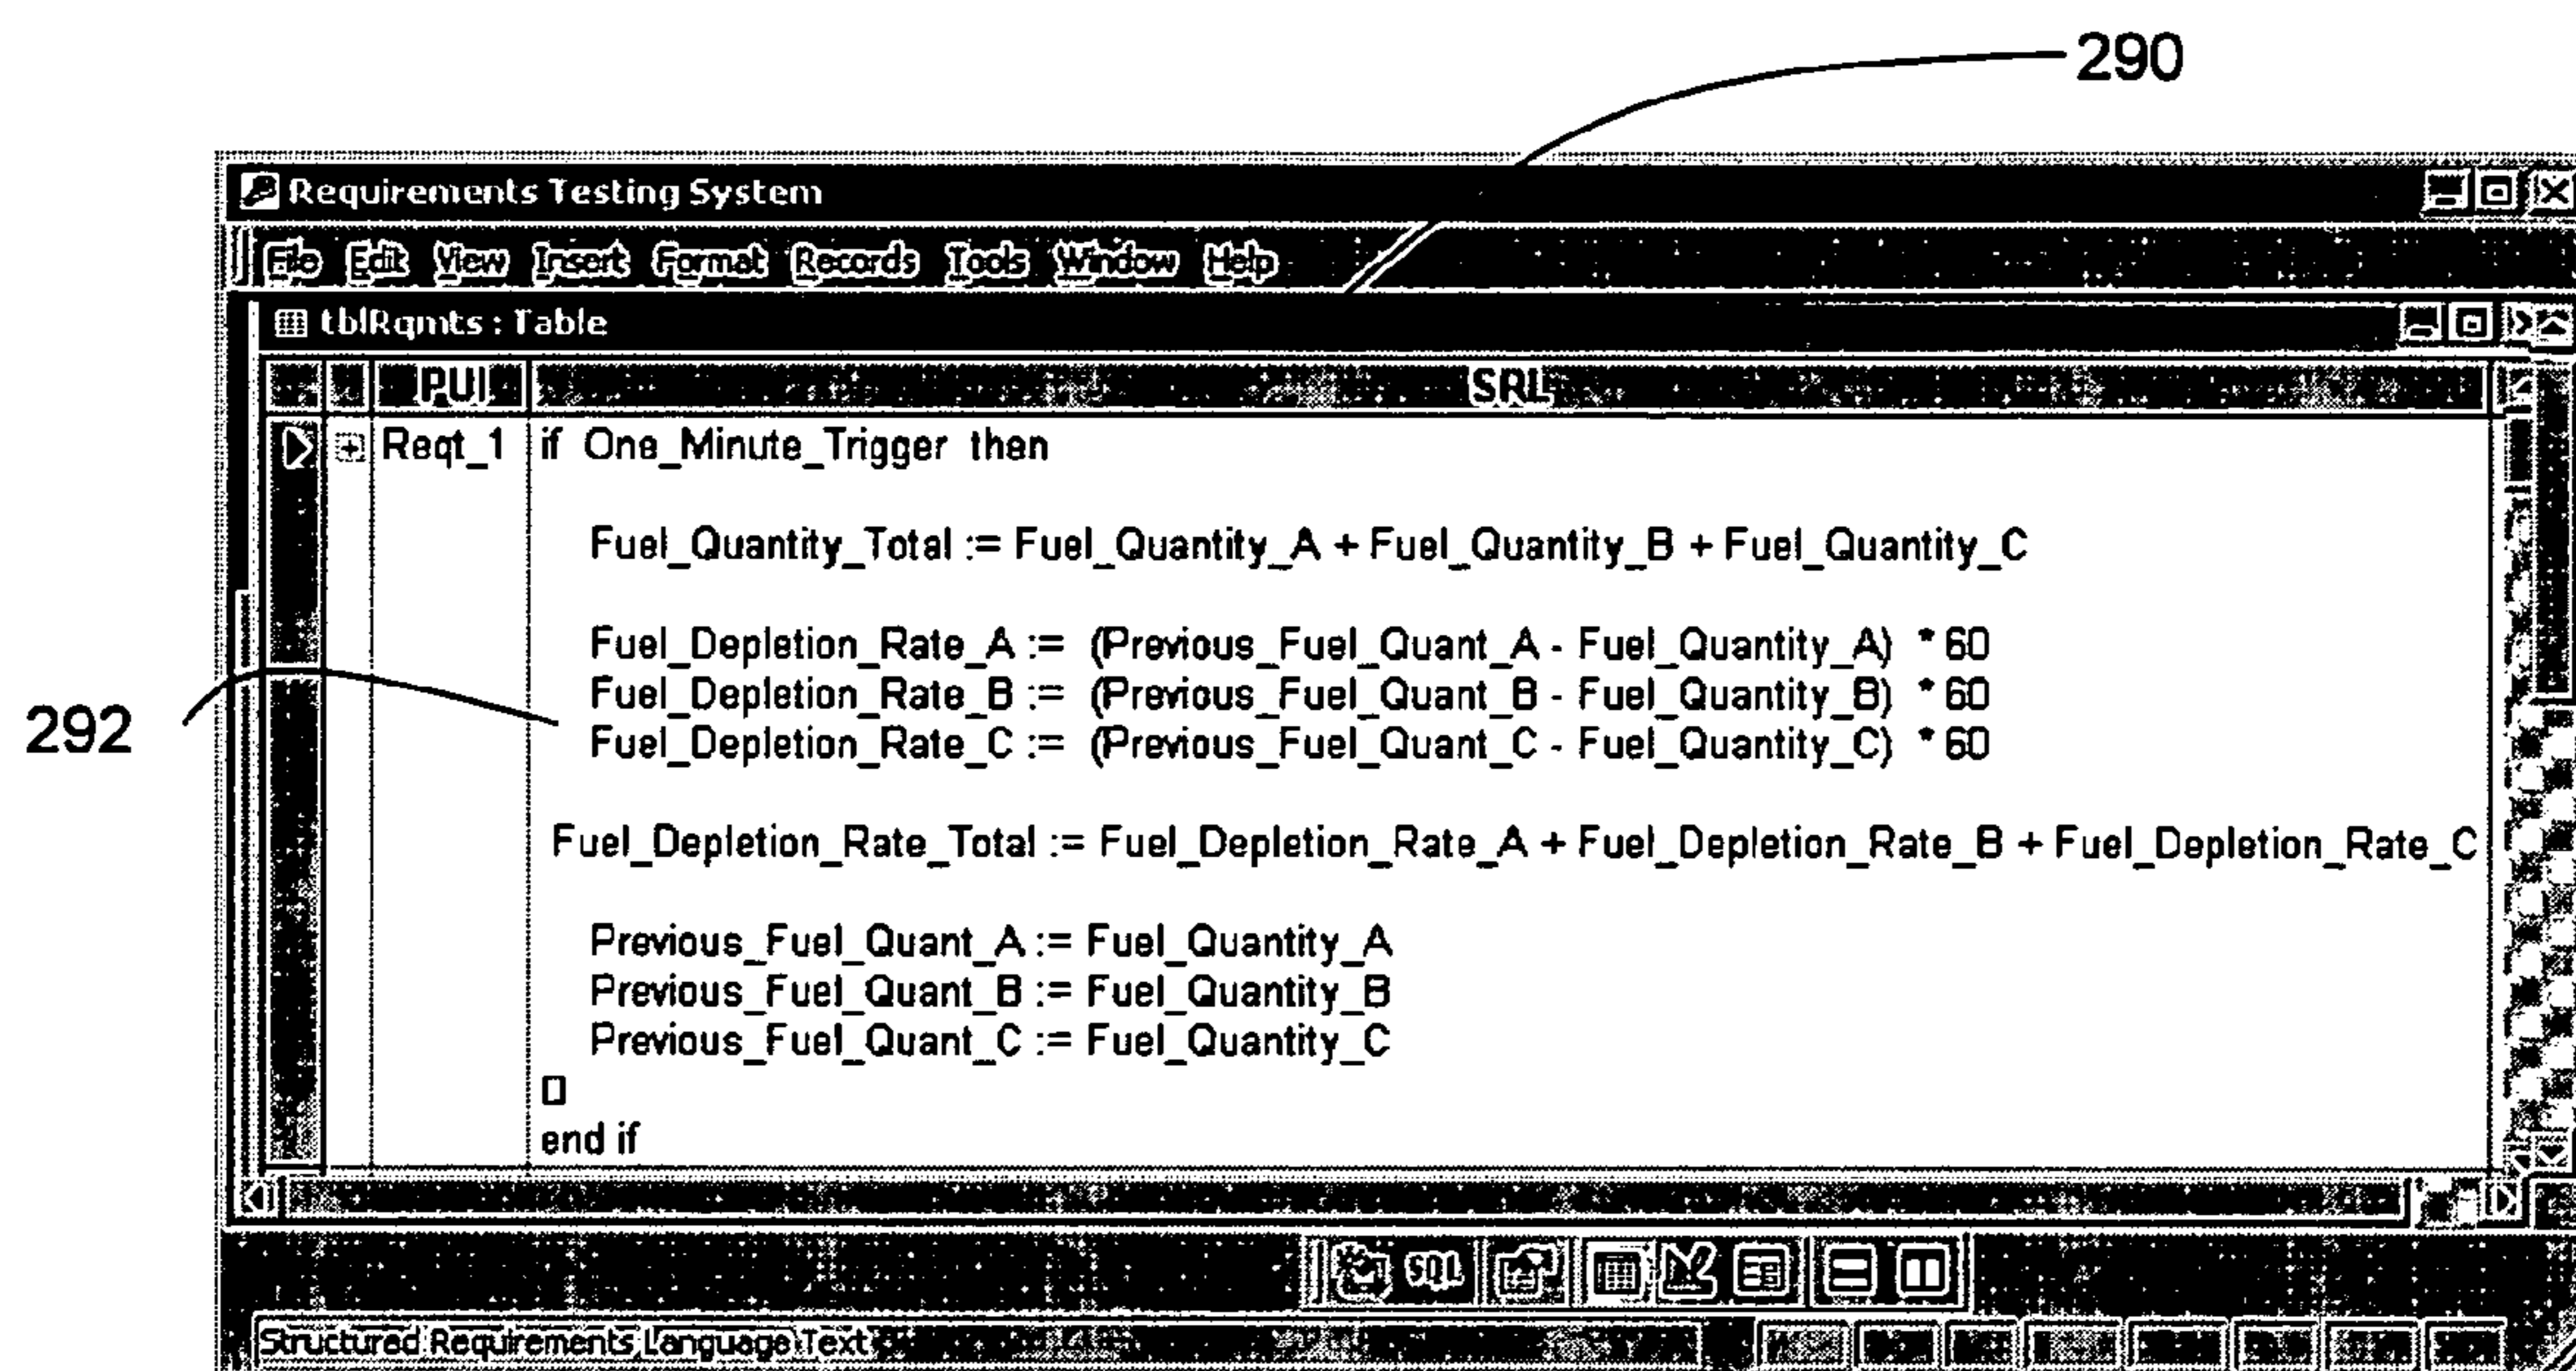 290
Requirements Testing System
File Edit View Insert Format Records Tools Window Help
tblRqmts : Table
PUI SRL
Reqt_1 if One_Minute_Trigger then
Fuel_Quantity_Total := Fuel_Quantity_A + Fuel_Quantity_B + Fuel_Quantity_C
Fuel_Depletion_Rate_A := (Previous_Fuel_Quant_A - Fuel_Quantity_A) * 60
Fuel_Depletion_Rate_B := (Previous_Fuel_Quant_B - Fuel_Quantity_B) * 60
292
Fuel_Depletion_Rate_C := (Previous_Fuel_Quant_C - Fuel_Quantity_C) * 60
Fuel_Depletion_Rate_Total := Fuel_Depletion_Rate_A + Fuel_Depletion_Rate_B + Fuel_Depletion_Rate_C
Previous_Fuel_Quant_A := Fuel_Quantity_A
Previous_Fuel_Quant_B := Fuel_Quantity_B
Previous_Fuel_Quant_C := Fuel_Quantity_C
end if
SQL
Structured Requirements Language Text